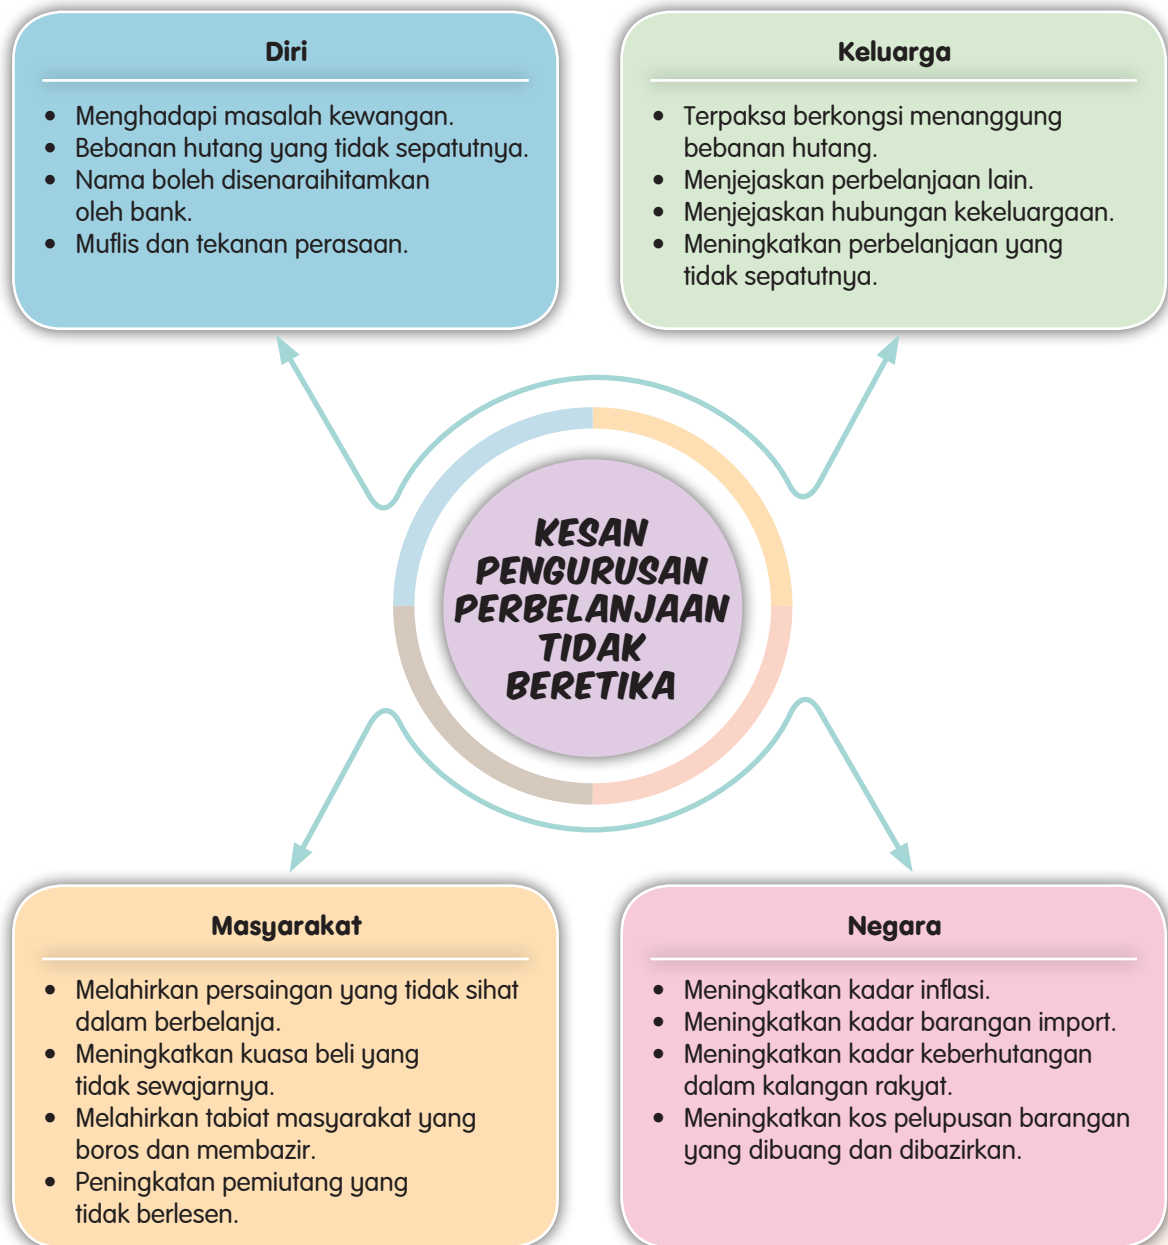 Diri
• Menghadapi masalah kewangan.
• Bebanan hutang yang tidak sepatutnya.
• Nama boleh disenaraihitamkan
oleh bank.
• Muflis dan tekanan perasaan.
Keluarga
• Terpaksa berkongsi menanggung
bebanan hutang.
• Menjejaskan perbelanjaan lain.
• Menjejaskan hubungan kekeluargaan.
• Meningkatkan perbelanjaan yang
tidak sepatutnya.
KESAN
PENGURUSAN
PERBELANJAAN
TIDAK
BERETIKA
Masyarakat
• Melahirkan persaingan yang tidak sihat
dalam berbelanja.
• Meningkatkan kuasa beli yang
tidak sewajarnya.
• Melahirkan tabiat masyarakat yang
boros dan membazir.
• Peningkatan pemiutang yang
tidak berlesen.
Negara
• Meningkatkan kadar inflasi.
• Meningkatkan kadar barangan import.
• Meningkatkan kadar keberhutangan
dalam kalangan rakyat.
• Meningkatkan kos pelupusan barangan
yang dibuang dan dibazirkan.